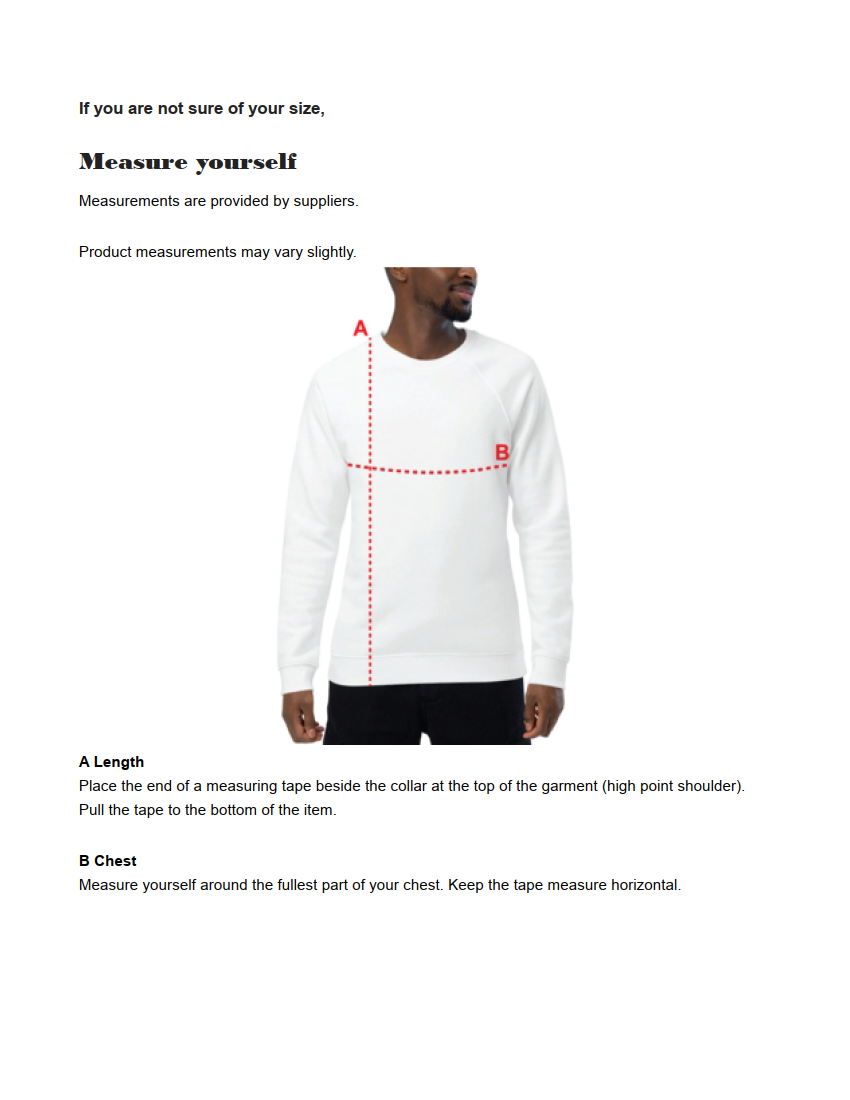 If you are not sure of your size,
Measure yourself
Measurements are provided by suppliers.
Product measurements may vary slightly.
A
B
A Length
Place the end of a measuring tape beside the collar at the top of the garment (high point shoulder).
Pull the tape to the bottom of the item.
B Chest
Measure yourself around the fullest part of your chest. Keep the tape measure horizontal.